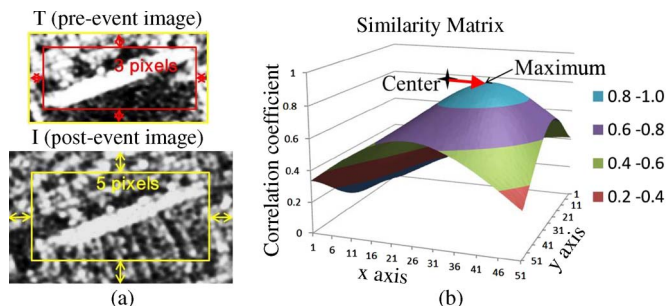 T (pre-event image)
3 pixels
I (post-event image)
5 pixels
(a)
Similarity Matrix
Correlation coefficient
1
0.8
0.6
0.4
0.2
0
Center
Maximum
1 6 11 16 21 26 31 36 41 46 51
x axis
1
11
21
31
41
51
y axis
0.8 -1.0
0.6 -0.8
0.4 -0.6
0.2 -0.4
(b)